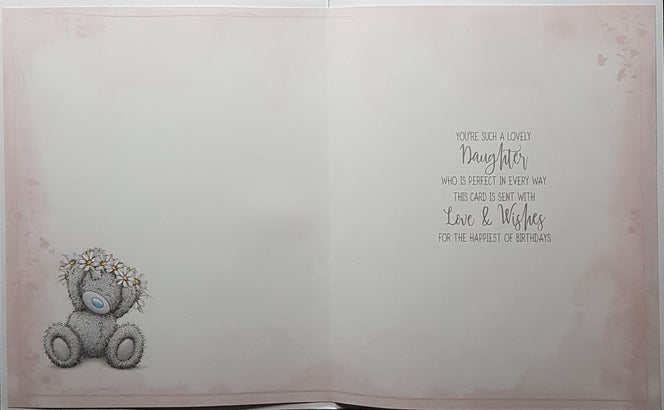 YOU'RE SUCH A LOVELY
Daughter
WHO IS PERFECT IN EVERY WAY
THIS CARD IS SENT WITH
Love & Wishes
FOR THE HAPPIEST OF BIRTHDAYS